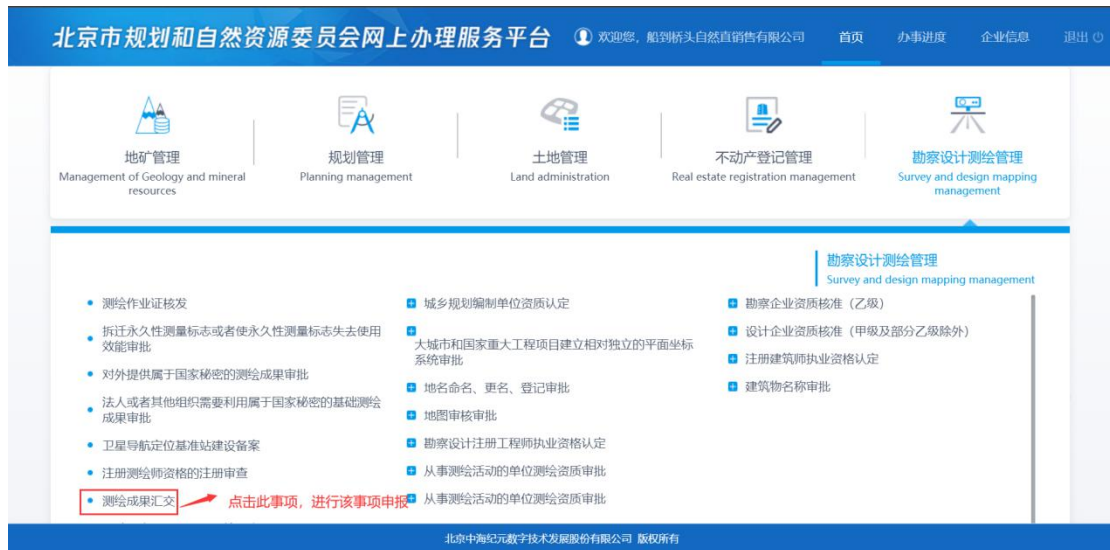 北京市规划和自然资源委员会网上办理服务平台
欢迎您，船到桥头自然直销售有限公司
首页
办事进度
企业信息
退出
地矿管理
Management of Geology and mineral
resources
规划管理
Planning management
土地管理
Land administration
不动产登记管理
Real estate registration management
勘察设计测绘管理
Survey and design mapping
management
勘察设计测绘管理
Survey and design mapping management
测绘作业证核发
拆迁永久性测量标志或者使永久性测量标志失去使用
效能审批
对外提供属于国家秘密的测绘成果审批
法人或者其他组织需要利用属于国家秘密的基础测绘
成果审批
卫星导航定位基准站建设备案
注册测绘师资格的注册审查
测绘成果汇交
点击此事项，进行该事项申报
城乡规划编制单位资质认定
大城市和国家重大工程项目建立相对独立的平面坐标
系统审批
地名命名、更名、登记审批
地图审核审批
勘察设计注册工程师执业资格认定
从事测绘活动的单位测绘资质审批
从事测绘活动的单位测绘资质审批
勘察企业资质核准（乙级）
设计企业资质核准（甲级及部分乙级除外）
注册建筑师执业资格认定
建筑物名称审批
北京中海纪元数字技术发展股份有限公司 版权所有